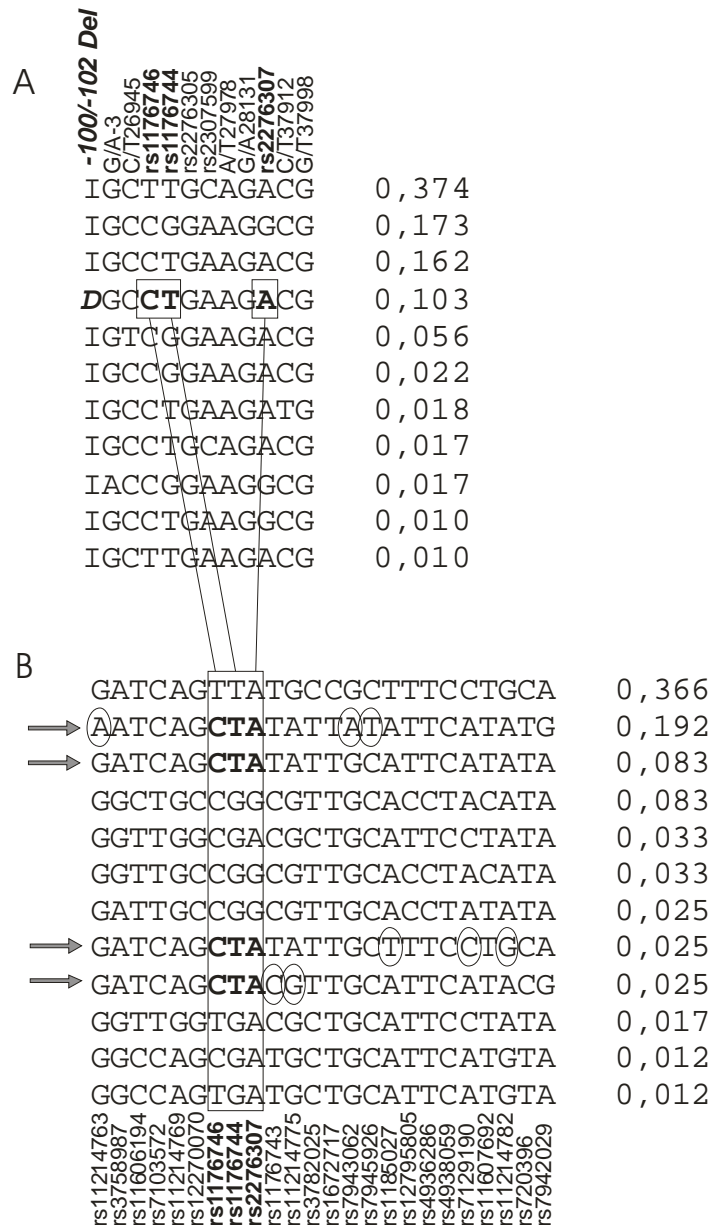 A
-100/-102 Del
G/A-3
C/T26945
rs1176746
rs1176744
rs2276305
rs2307599
A/T27978
G/A28131
rs2276307
C/T37912
G/T37998
IGCTTGCAGACG 0,374
IGCCGGAAGGCG 0,173
IGCCTGAAGACG 0,162
DGCCTGAAGACG 0,103
IGTCGGAAGACG 0,056
IGCCGGAAGACG 0,022
IGCCTGAAGATG 0,018
IGCCTGCAGACG 0,017
IACCGGAAGGCG 0,017
IGCCTGAAGGCG 0,010
IGCTTGAAGACG 0,010
B
GATCAGTTATGCCGCTTTCCTGCA 0,366
AATCAGCTATATTATATTCATATG 0,192
GATCAGCTATATTGCATTCATATA 0,083
GGCTGCCGGCGTTGCACCTACATA 0,083
GGTTGGCGACGCTGCATTCCTATA 0,033
GGTTGCCGGCGTTGCACCTACATA 0,033
GATTGCCGGCGTTGCACCTATATA 0,025
GATCAGCTATATTGCTTTCCTGCA 0,025
GATCAGCTACGTTGCATTCATACG 0,025
GGTTGGTGACGCTGCATTCCTATA 0,017
GGCCAGCGATGCTGCATTCATGTA 0,012
GGCCAGTGATGCTGCATTCATGTA 0,012
rs11214763
rs3758987
rs11606194
rs7103572
rs11214769
rs12270070
rs1176746
rs1176744
rs2276307
rs1176743
rs11214775
rs3782025
rs1672717
rs7943062
rs7945926
rs1185027
rs12795805
rs4936286
rs4938059
rs7129190
rs11607692
rs11214782
rs720396
rs7942029